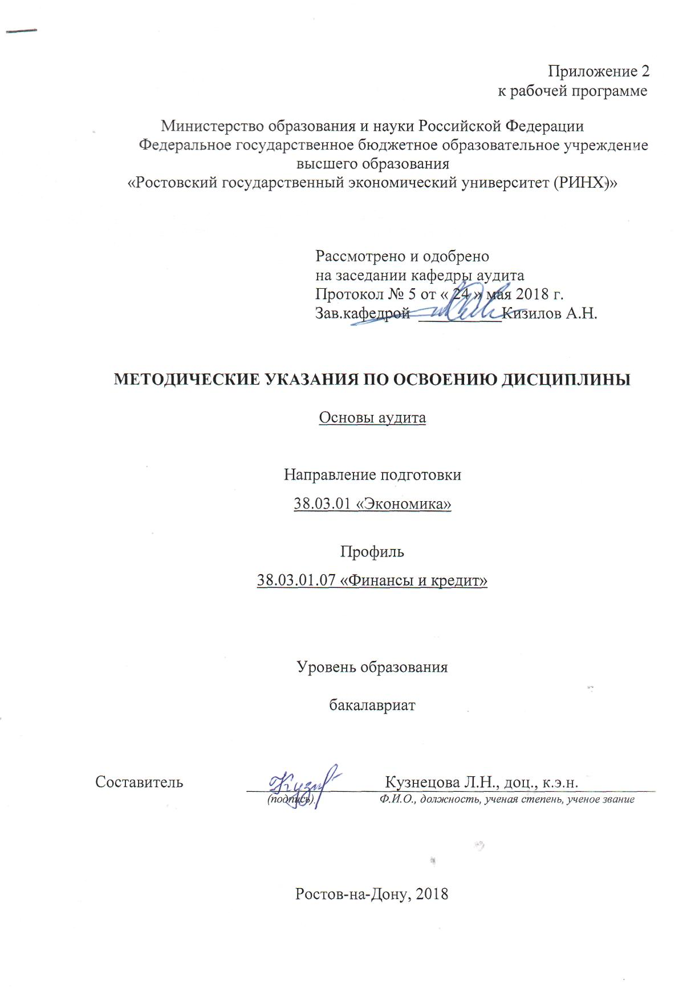 Приложение 2
к рабочей программе
Министерство образования и науки Российской Федерации
Федеральное государственное бюджетное образовательное учреждение
высшего образования
«Ростовский государственный экономический университет (РИНХ)»
Рассмотрено и одобрено
на заседании кафедры аудита
Протокол № 5 от « 24 » мая 2018 г.
Зав.кафедрой __________Кизилов А.Н.
МЕТОДИЧЕСКИЕ УКАЗАНИЯ ПО ОСВОЕНИЮ ДИСЦИПЛИНЫ
Основы аудита
Направление подготовки
38.03.01 «Экономика»
Профиль
38.03.01.07 «Финансы и кредит»
Уровень образования
бакалавриат
Составитель Кузнецова Л.Н., доц., к.э.н.
(подпись) Ф.И.О., должность, ученая степень, ученое звание
Ростов-на-Дону, 2018